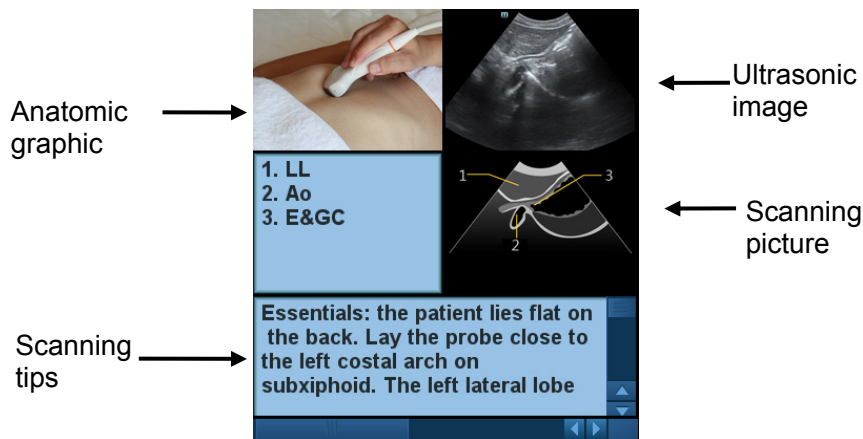 Anatomic
graphic
Ultrasonic
image
1. LL
2. Ao
3. E&GC
1
3
2
Scanning
picture
Scanning
tips
Essentials: the patient lies flat on
the back. Lay the probe close to
the left costal arch on
subxiphoid. The left lateral lobe